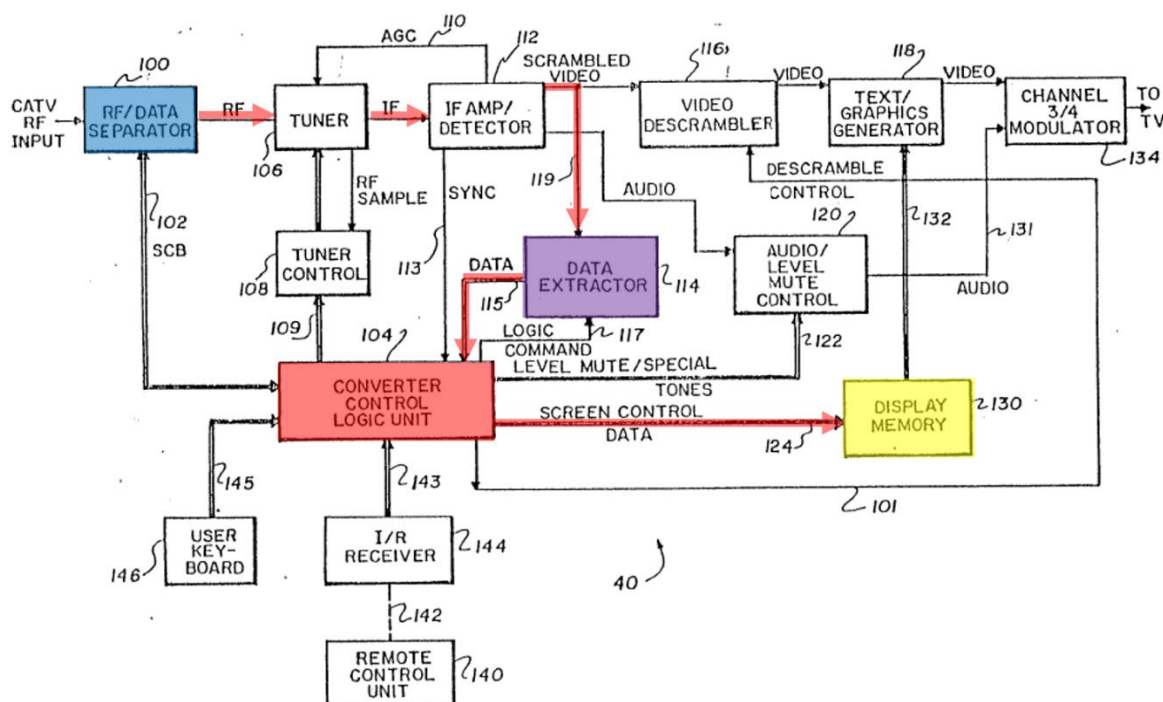 110
112
AGC
SCRAMBLED
VIDEO
116
118
100
CATV
RF
INPUT
RF/DATA
SEPARATOR
RF
TUNER
IF
IF AMP/
DETECTOR
VIDEO
DESCRAMBLER
VIDEO
TEXT/
GRAPHICS
GENERATOR
VIDEO
CHANNEL
3/4
MODULATOR
TO
TV
134
106
RF
SAMPLE
SYNC
119
AUDIO
DESCRAMBLE
CONTROL
102
SCB
113
120
132
131
108
TUNER
CONTROL
DATA
115
DATA
EXTRACTOR
114
AUDIO/
LEVEL
MUTE
CONTROL
AUDIO
109
104
LOGIC
COMMAND
117
122
LEVEL MUTE/SPECIAL
TONES
CONVERTER
CONTROL
LOGIC UNIT
SCREEN CONTROL
DATA
124
DISPLAY
MEMORY
130
145
143
101
USER
KEY-
BOARD
146
I/R
RECEIVER
144
40
142
REMOTE
CONTROL
UNIT
140